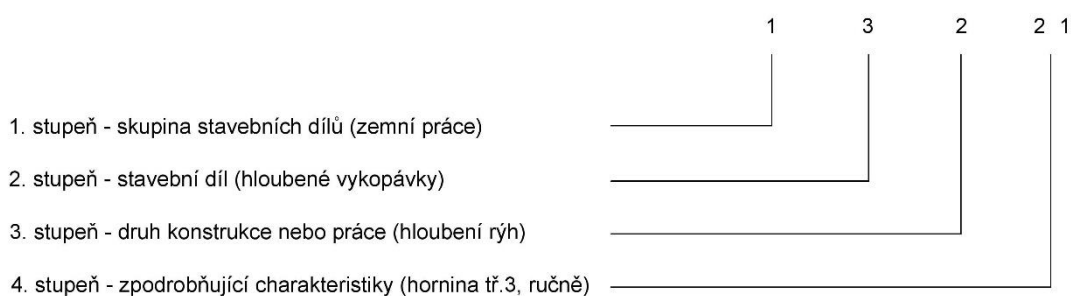 1 3 2 2 1
1. stupeň - skupina stavebních dílů (zemní práce)
2. stupeň - stavební díl (hloubené vykopávky)
3. stupeň - druh konstrukce nebo práce (hloubení rýh)
4. stupeň - zpodrobňující charakteristiky (hornina tř.3, ručně)